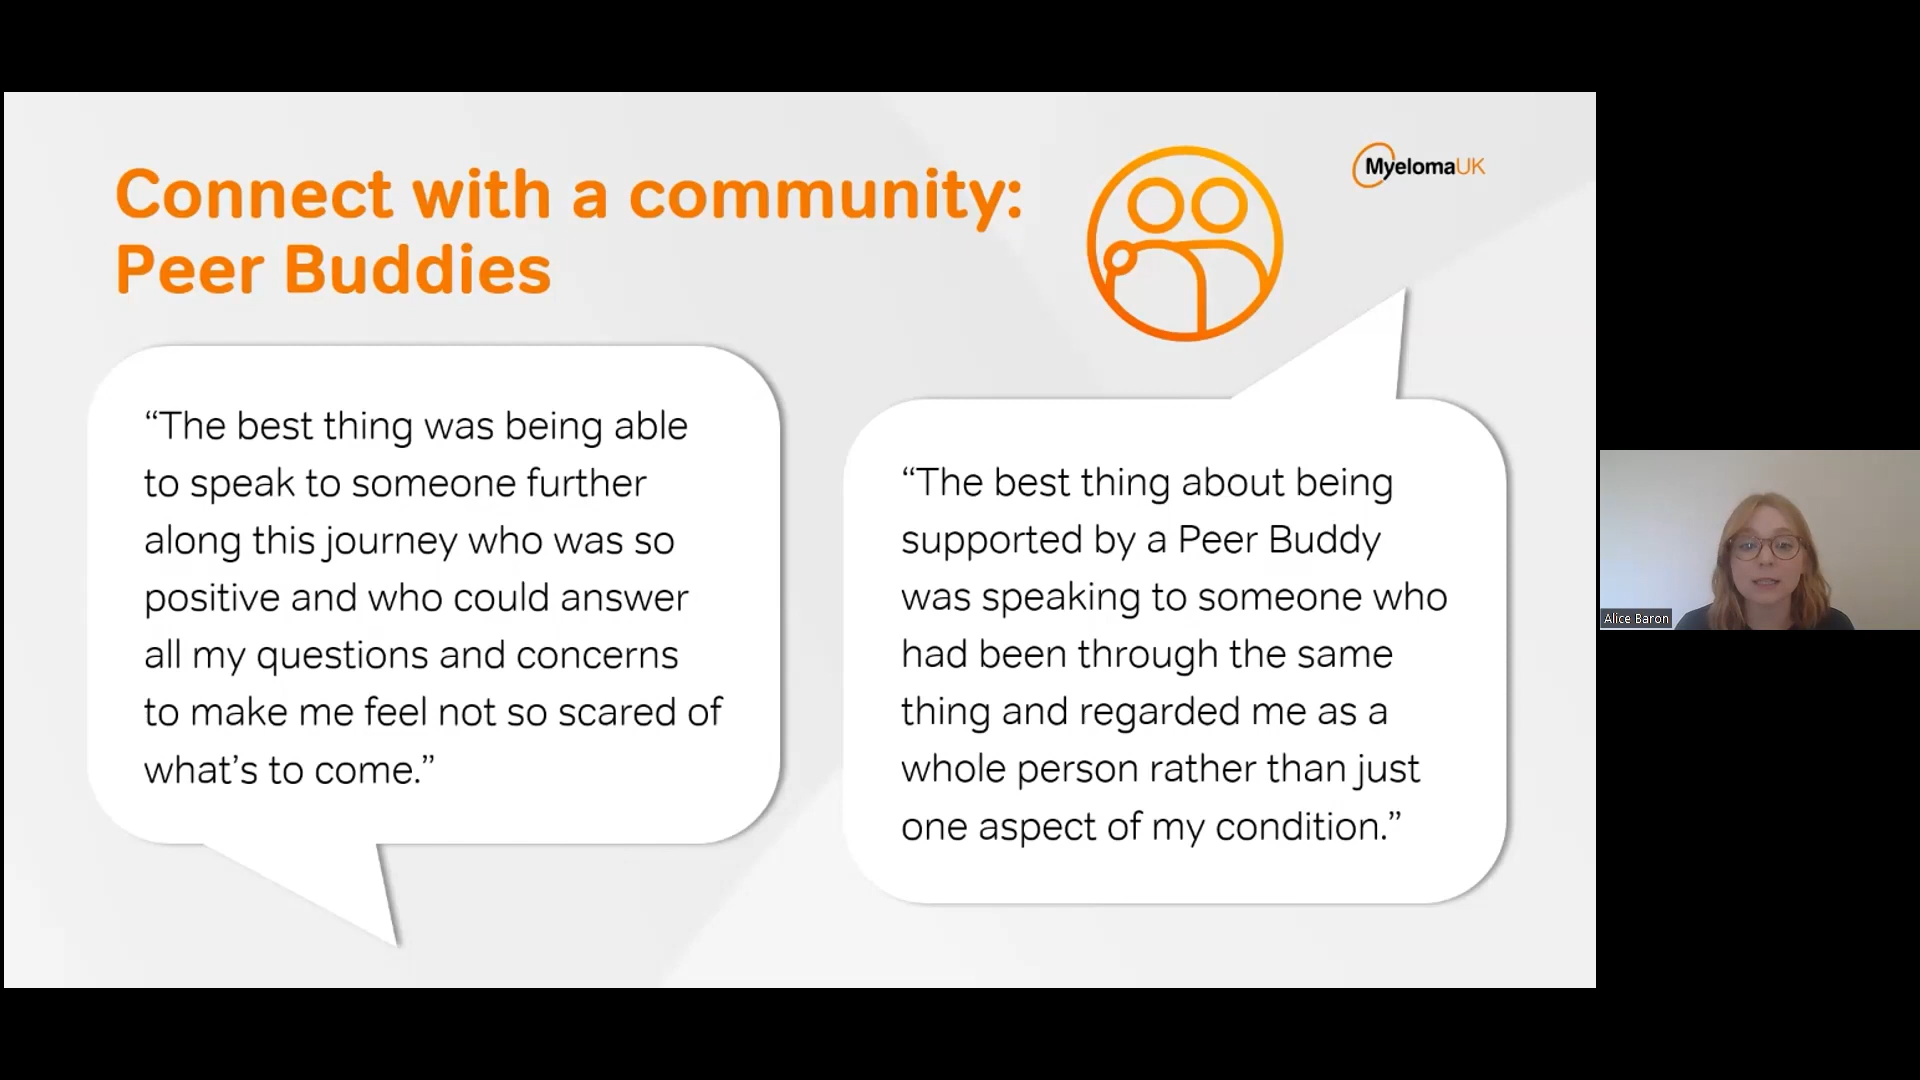 Connect with a community:
Peer Buddies
MyelomaUK
“The best thing was being able
to speak to someone further
along this journey who was so
positive and who could answer
all my questions and concerns
to make me feel not so scared of
what’s to come.”
“The best thing about being
supported by a Peer Buddy
was speaking to someone who
had been through the same
thing and regarded me as a
whole person rather than just
one aspect of my condition.”
Alice Baron